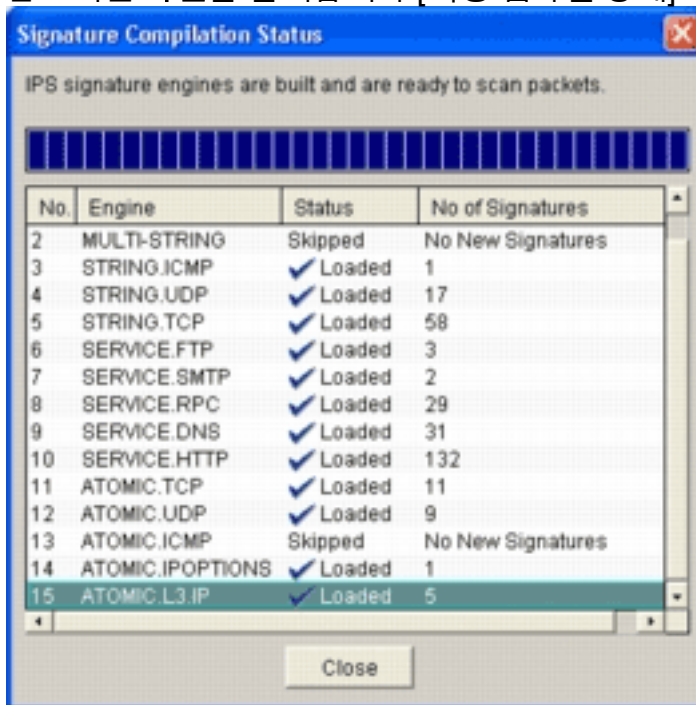 Signature Compilation Status
IPS signature engines are built and are ready to scan packets.
No. Engine Status No of Signatures
2 MULTI-STRING Skipped No New Signatures
3 STRING.ICMP Loaded 1
4 STRING.UDP Loaded 17
5 STRING.TCP Loaded 58
6 SERVICE.FTP Loaded 3
7 SERVICE.SMTP Loaded 2
8 SERVICE.RPC Loaded 29
9 SERVICE.DNS Loaded 31
10 SERVICE.HTTP Loaded 132
11 ATOMIC.TCP Loaded 11
12 ATOMIC.UDP Loaded 9
13 ATOMIC.ICMP Skipped No New Signatures
14 ATOMIC.IPOPTIONS Loaded 1
15 ATOMIC.L3.IP Loaded 5
Close